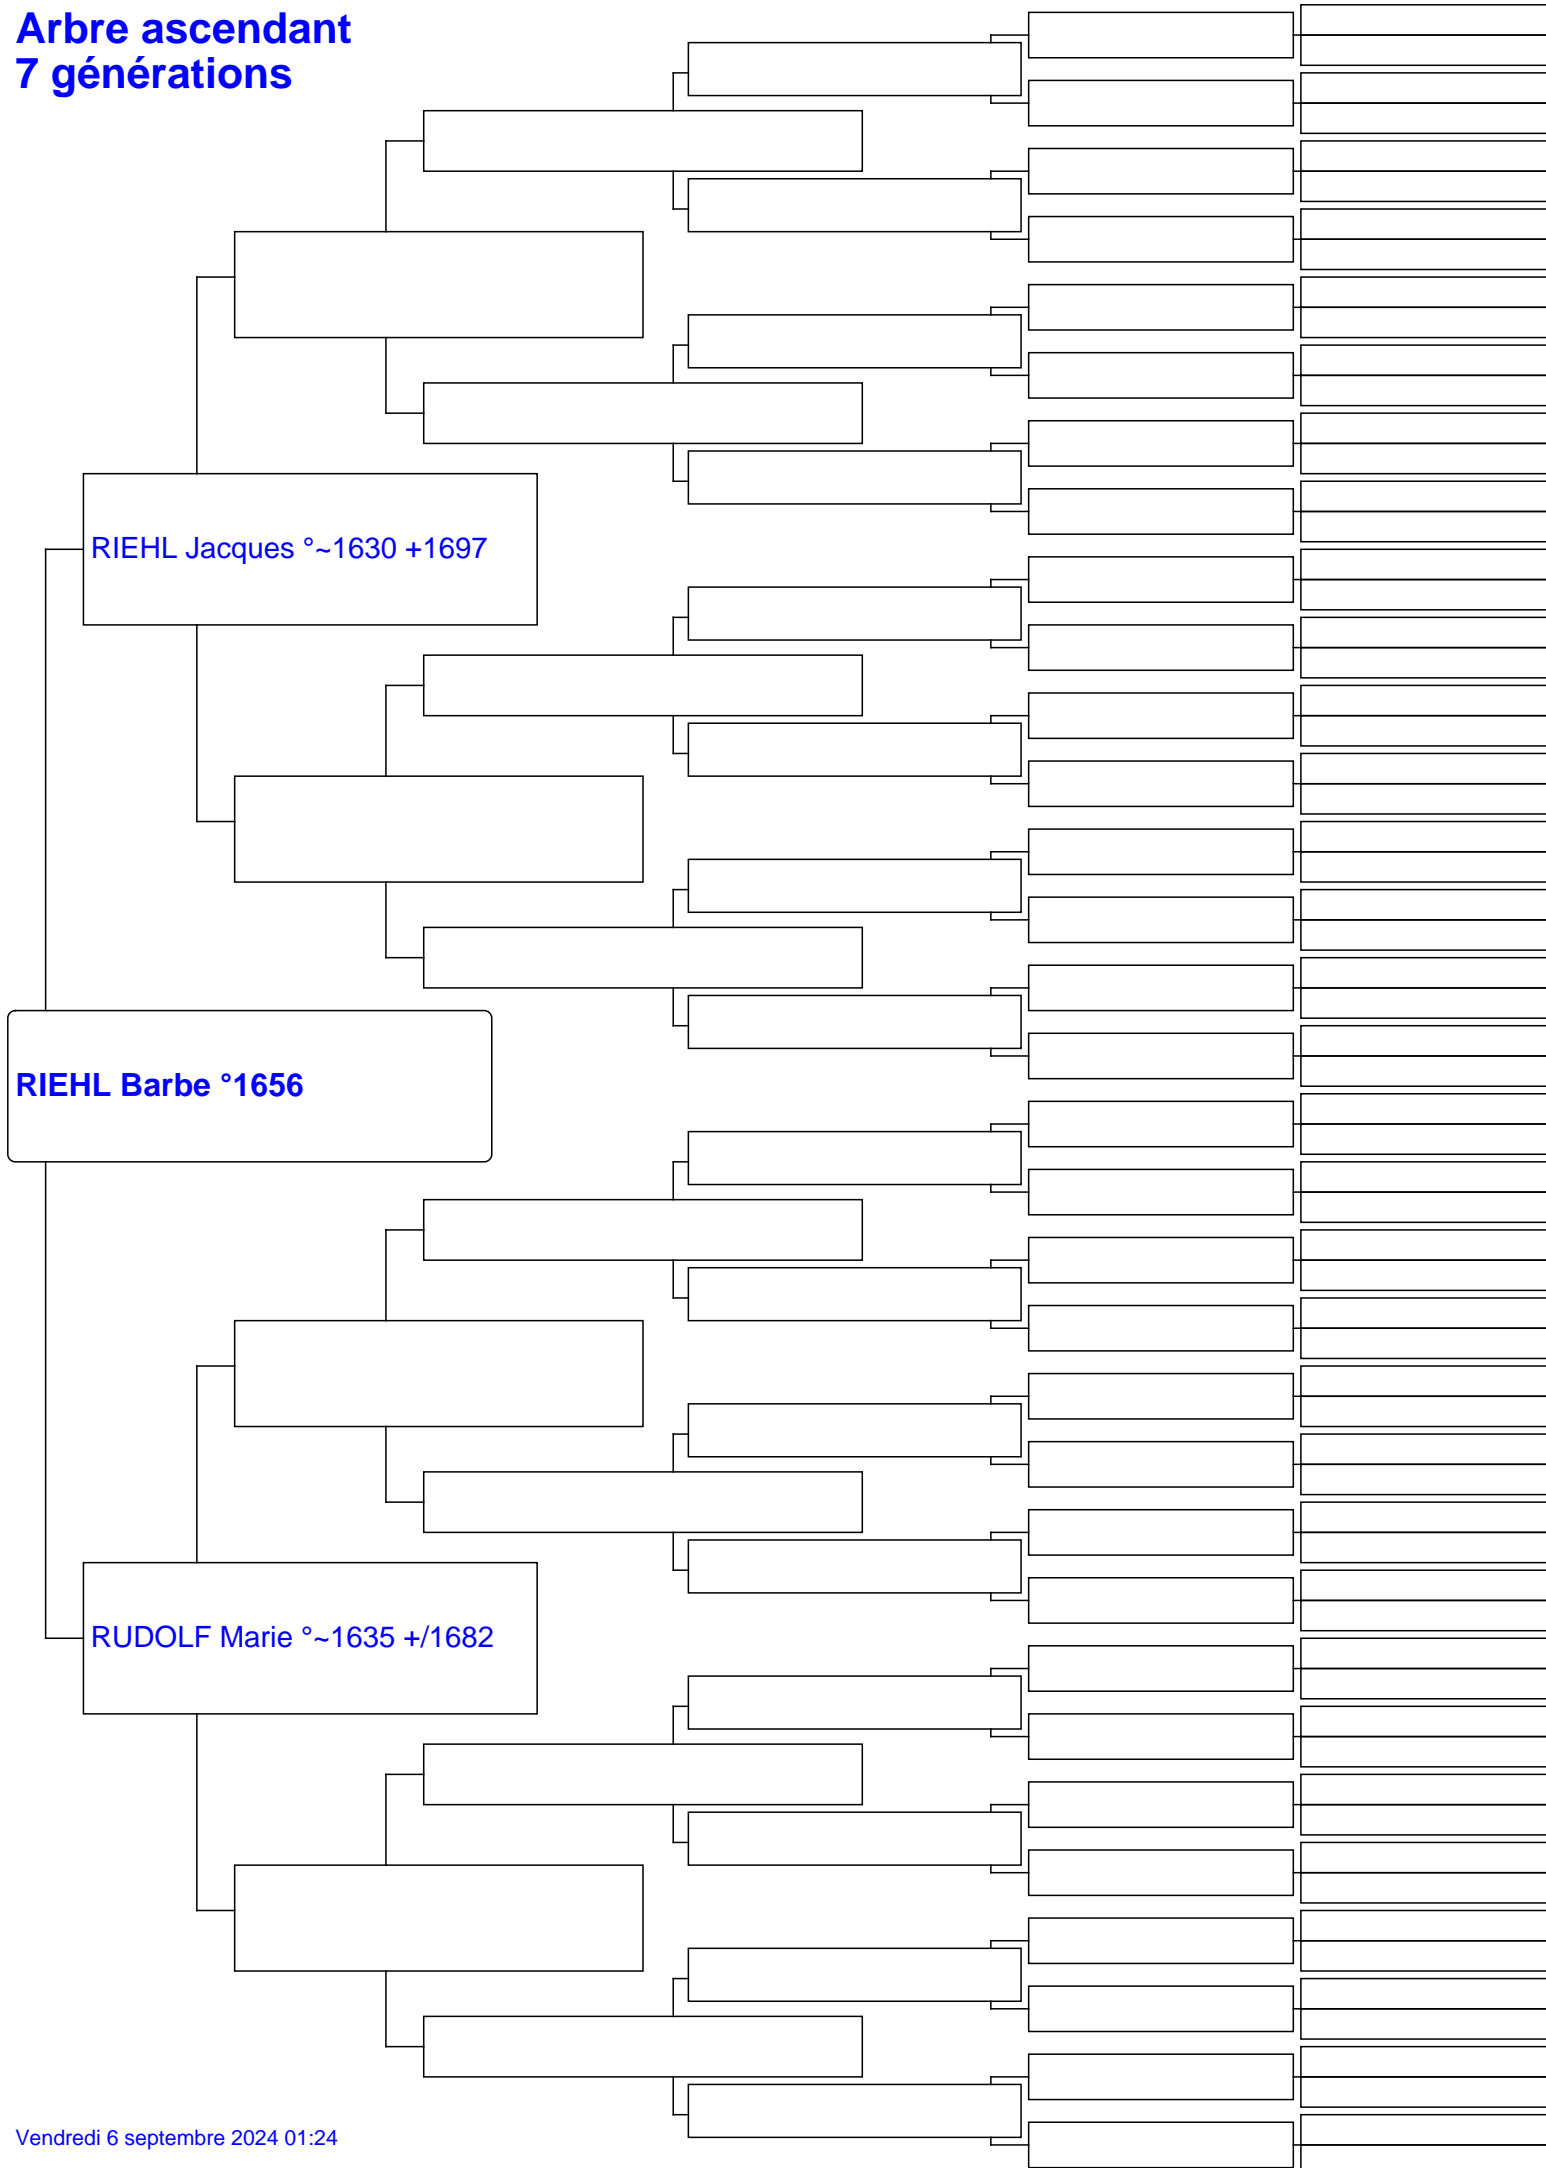 Arbre ascendant
7 générations
RIEHL Jacques °~1630 +1697
RIEHL Barbe °1656
RUDOLF Marie °~1635 +/1682
Vendredi 6 septembre 2024 01:24